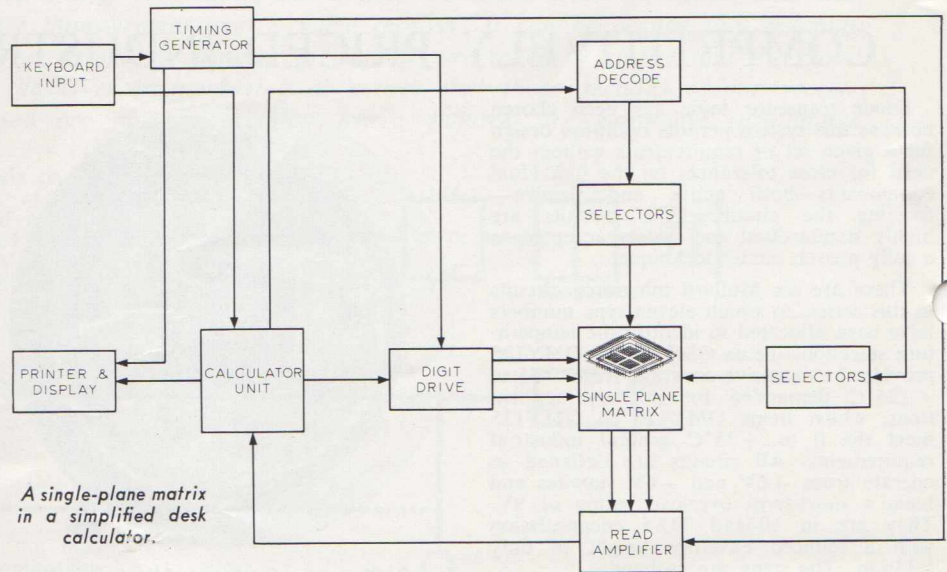 TIMING
GENERATOR
KEYBOARD
INPUT
ADDRESS
DECODE
SELECTORS
PRINTER &
DISPLAY
CALCULATOR
UNIT
DIGIT
DRIVE
SINGLE PLANE
MATRIX
SELECTORS
A single-plane matrix
in a simplified desk
calculator.
READ
AMPLIFIER